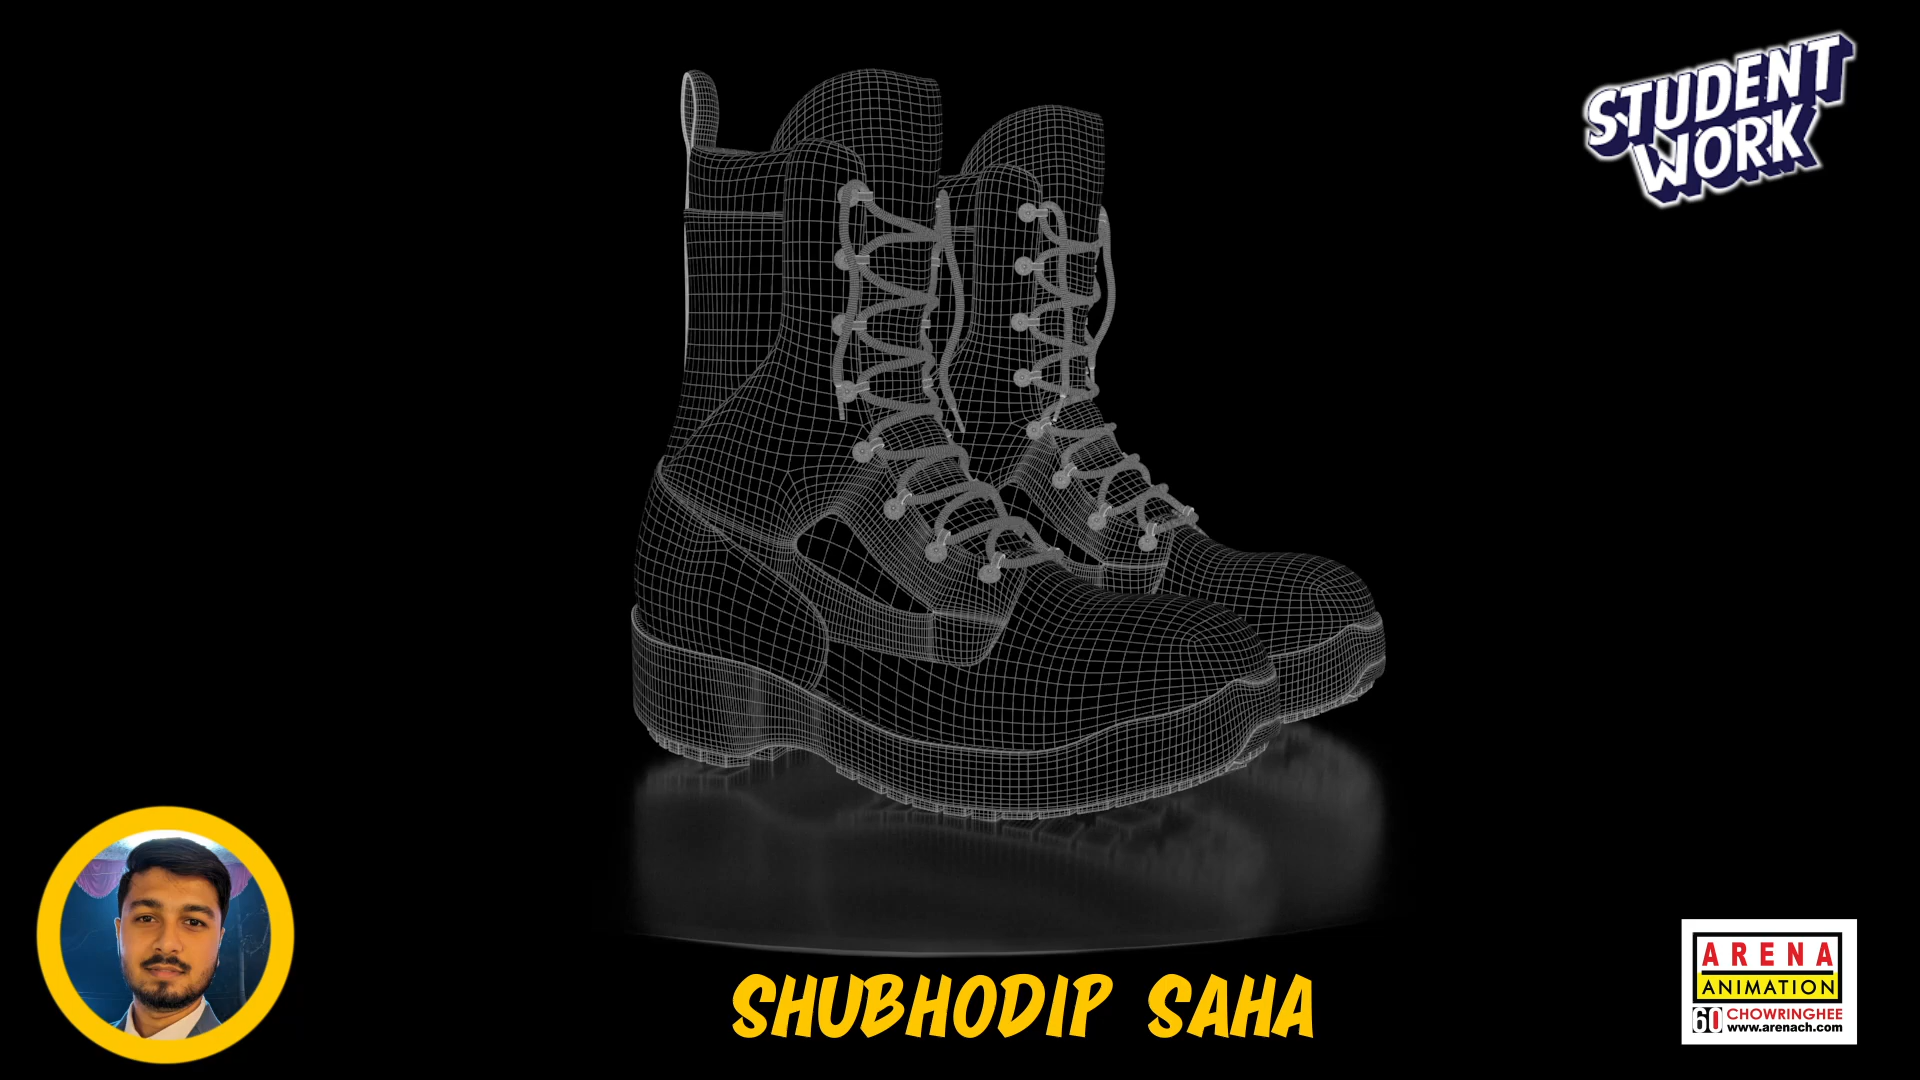 STUDENT
WORK
SHUBHODIP SAHA
ARENA
ANIMATION
60 CHOWRINGHEE
www.arenach.com